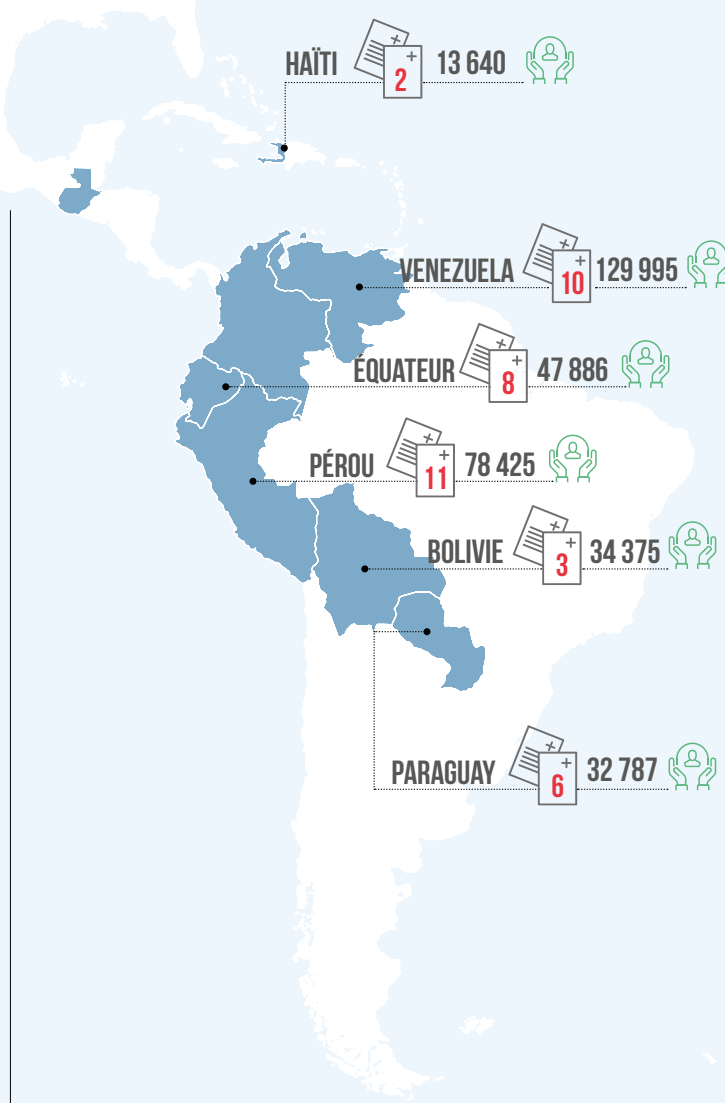 HAÏTI 2 13 640
VENEZUELA 10 129 995
ÉQUATEUR 8 47 886
PÉROU 11 78 425
BOLIVIE 3 34 375
PARAGUAY 6 32 787